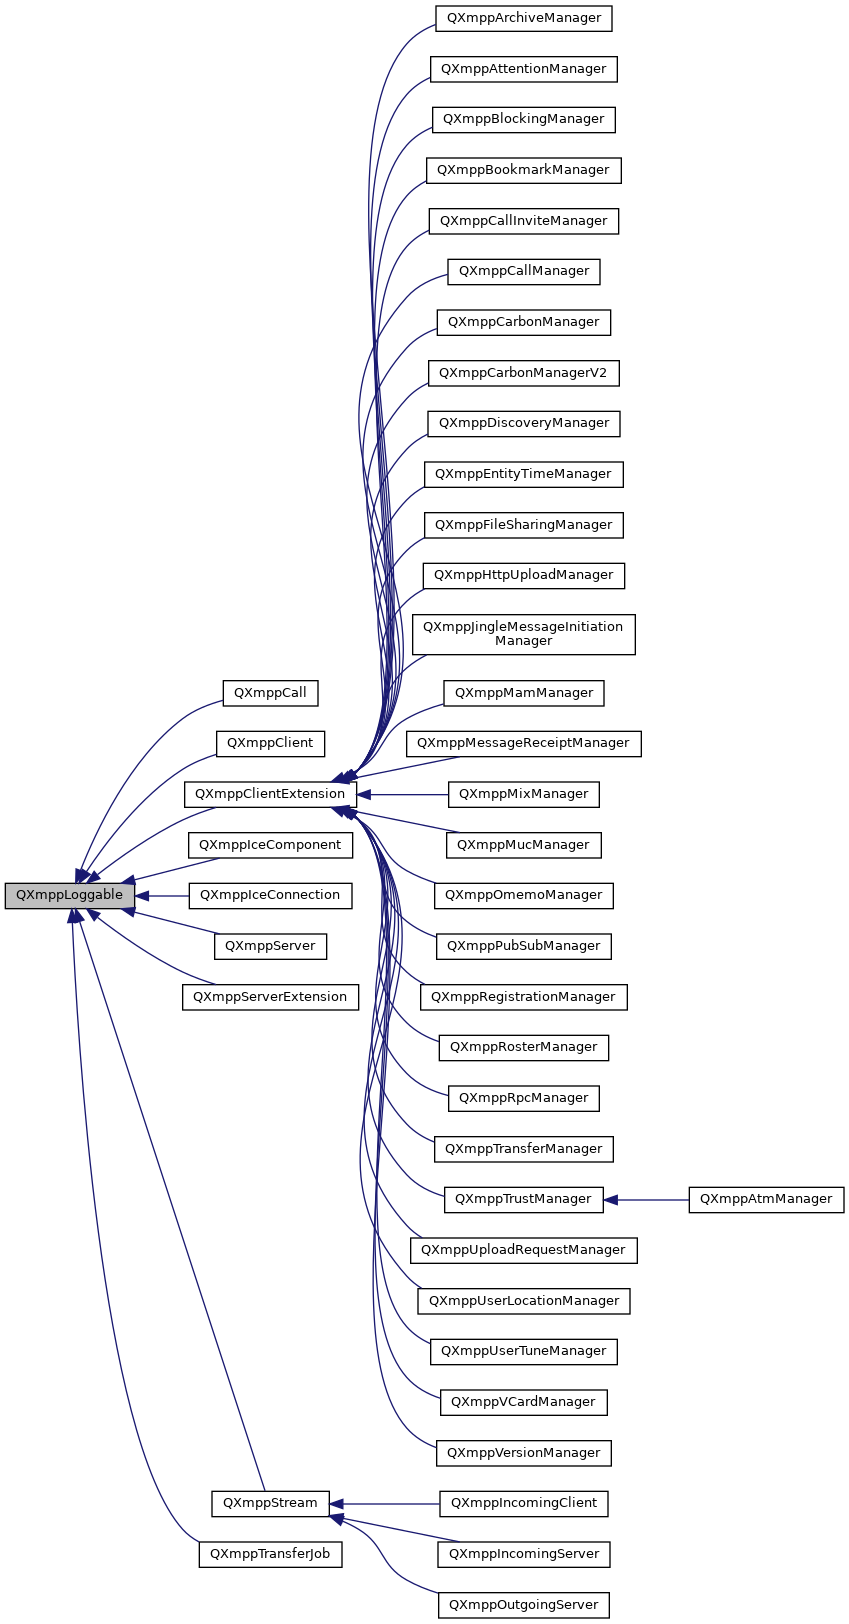 QXmppArchiveManager
QXmppAttentionManager
QXmppBlockingManager
QXmppBookmarkManager
QXmppCallInviteManager
QXmppCallManager
QXmppCarbonManager
QXmppCarbonManagerV2
QXmppDiscoveryManager
QXmppEntityTimeManager
QXmppFileSharingManager
QXmppHttpUploadManager
QXmppJingleMessageInitiation
Manager
QXmppCall
QXmppMamManager
QXmppClient
QXmppMessageReceiptManager
QXmppClientExtension
QXmppMixManager
QXmppIceComponent
QXmppMucManager
QXmppLoggable
QXmppIceConnection
QXmppOmemoManager
QXmppServer
QXmppPubSubManager
QXmppServerExtension
QXmppRegistrationManager
QXmppRosterManager
QXmppRpcManager
QXmppTransferManager
QXmppTrustManager
QXmppAtmManager
QXmppUploadRequestManager
QXmppUserLocationManager
QXmppUserTuneManager
QXmppVCardManager
QXmppVersionManager
QXmppStream
QXmppIncomingClient
QXmppTransferJob
QXmppIncomingServer
QXmppOutgoingServer